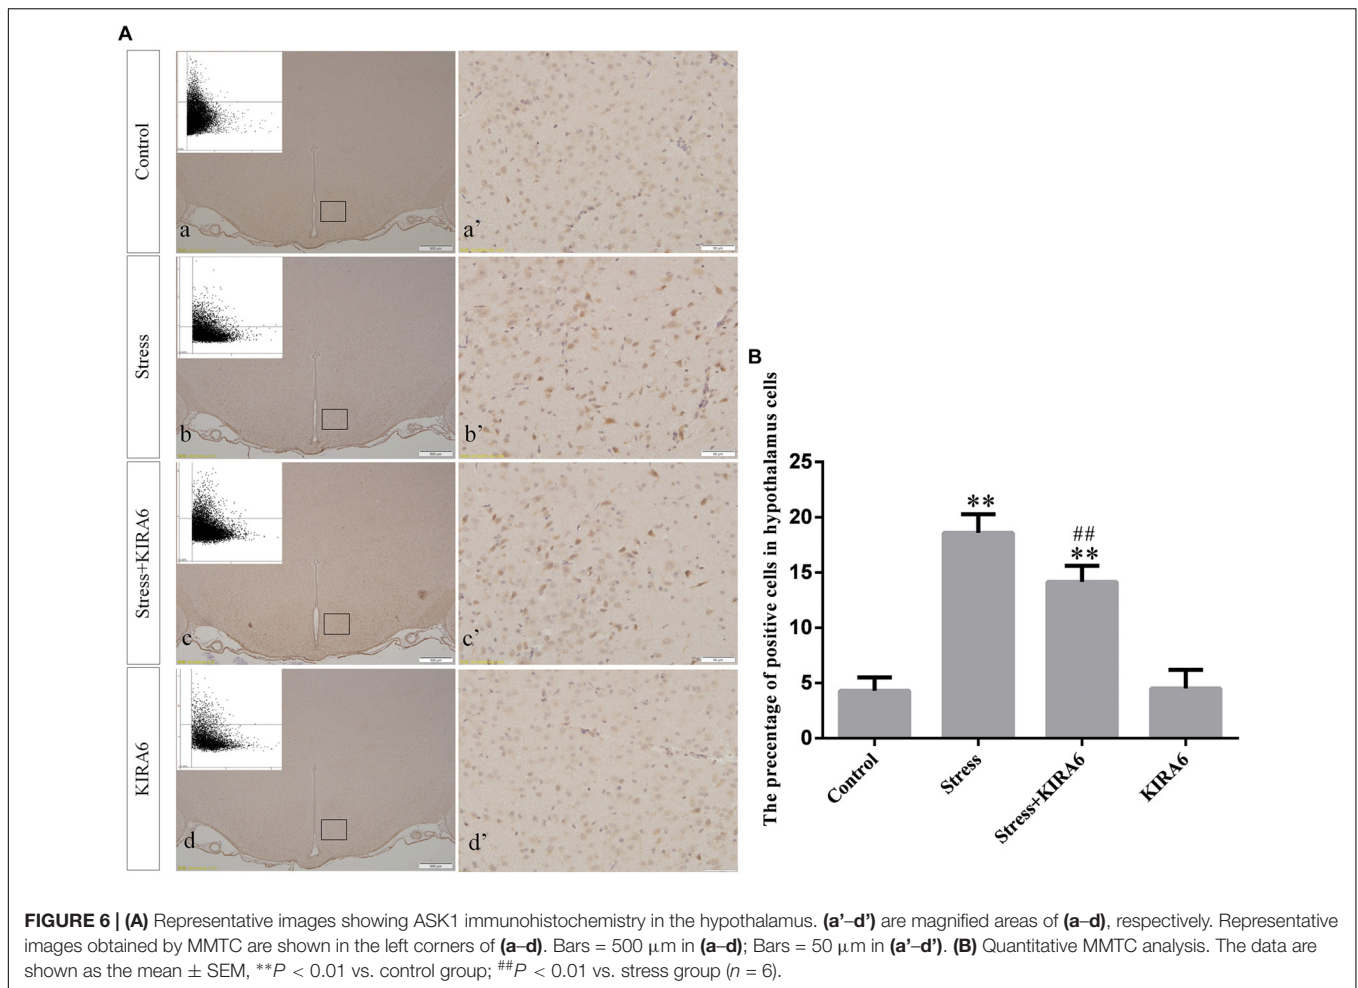 A
Control
a
a'
Stress
b
b'
Stress+KIRA6
c
c'
KIRA6
d
d'
B
The precentage of positive cells in hypothalamus cells
25
20
15
10
5
0
**
##
**
Control
Stress
Stress+KIRA6
KIRA6
FIGURE 6 | (A) Representative images showing ASK1 immunohistochemistry in the hypothalamus. (a'–d') are magnified areas of (a–d), respectively. Representative
images obtained by MMTC are shown in the left corners of (a–d). Bars = 500 μm in (a–d); Bars = 50 μm in (a'–d'). (B) Quantitative MMTC analysis. The data are
shown as the mean ± SEM, **P < 0.01 vs. control group; ##P < 0.01 vs. stress group (n = 6).